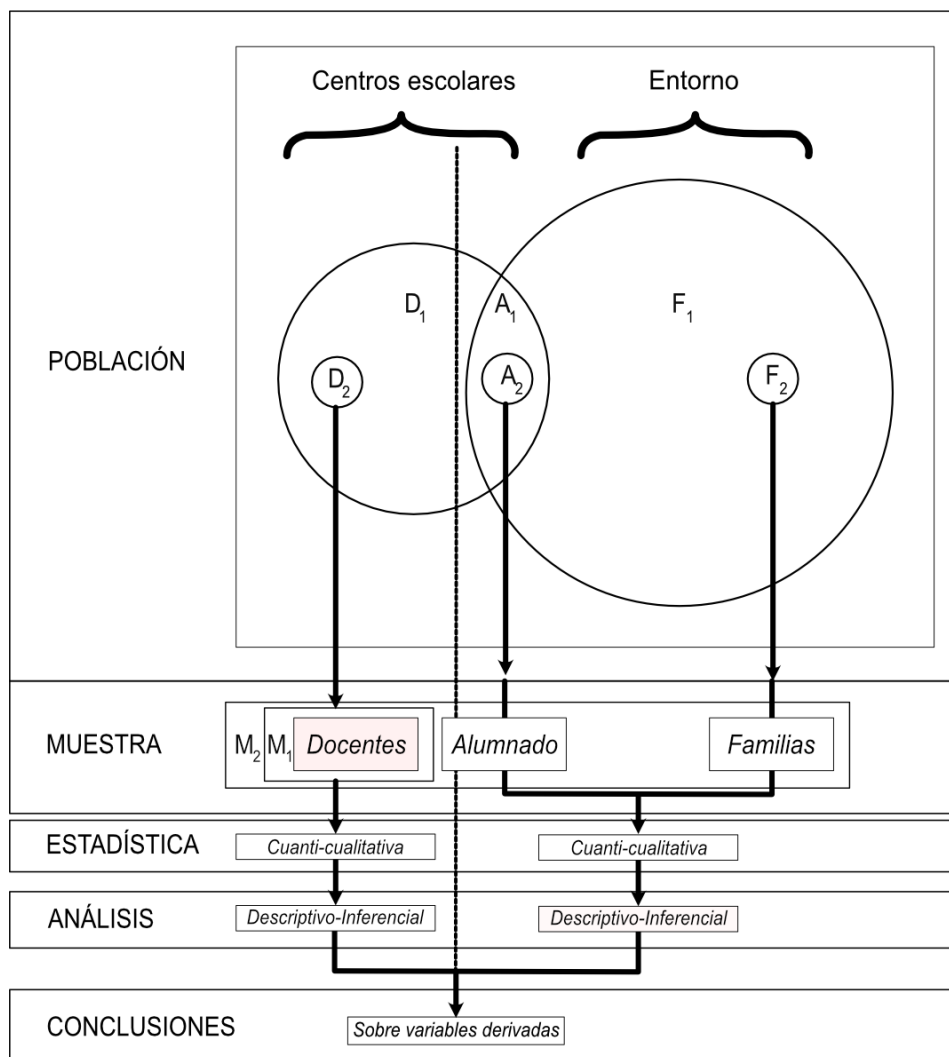 Centros escolares Entorno
D₁ A₁ F₁
POBLACIÓN
D₂ A₂ F₂
MUESTRA M₂ M₁ Docentes Alumnado Familias
ESTADÍSTICA Cuanti-cualitativa Cuanti-cualitativa
ANÁLISIS Descriptivo-Inferencial Descriptivo-Inferencial
CONCLUSIONES Sobre variables derivadas